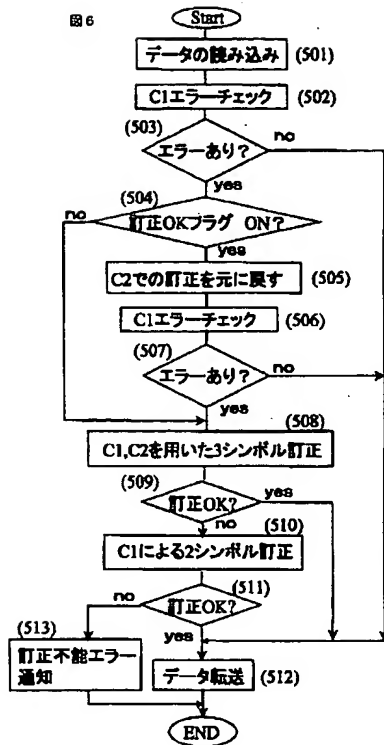 図6
Start
データの読み込み (501)
C1エラーチェック (502)
(503)
エラーあり? no
yes
(504)
no 訂正OKプラグ ON?
yes
C2での訂正を元に戻す (505)
C1エラーチェック (506)
(507)
エラーあり? no
yes
(508)
C1,C2を用いた3シンボル訂正
(509)
訂正OK? yes
no
(510)
C1による2シンボル訂正
(511)
no 訂正OK?
yes
(513)
訂正不能エラー
通知
データ転送 (512)
END